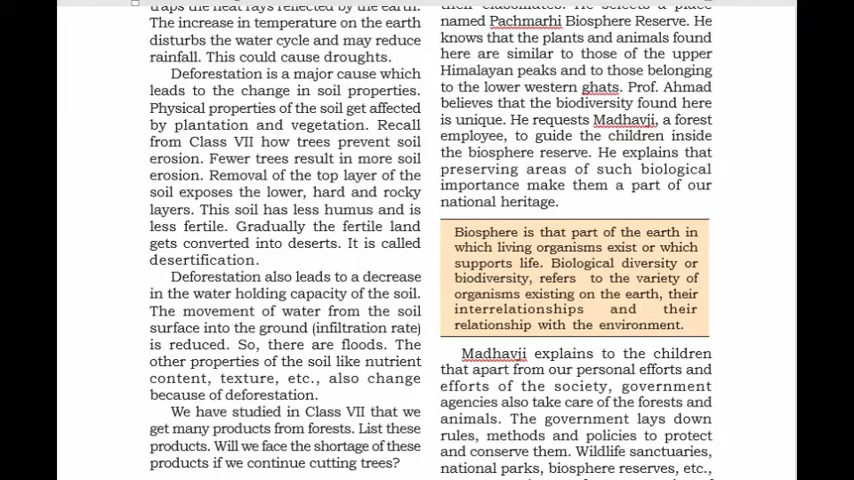 traps the heat rays reflected by the earth.
The increase in temperature on the earth
disturbs the water cycle and may reduce
rainfall. This could cause droughts.
Deforestation is a major cause which
leads to the change in soil properties.
Physical properties of the soil get affected
by plantation and vegetation. Recall
from Class VII how trees prevent soil
erosion. Fewer trees result in more soil
erosion. Removal of the top layer of the
soil exposes the lower, hard and rocky
layers. This soil has less humus and is
less fertile. Gradually the fertile land
gets converted into deserts. It is called
desertification.
Deforestation also leads to a decrease
in the water holding capacity of the soil.
The movement of water from the soil
surface into the ground (infiltration rate)
is reduced. So, there are floods. The
other properties of the soil like nutrient
content, texture, etc., also change
because of deforestation.
We have studied in Class VII that we
get many products from forests. List these
products. Will we face the shortage of these
products if we continue cutting trees?
their classmates. He selects a place
named Pachmarhi Biosphere Reserve. He
knows that the plants and animals found
here are similar to those of the upper
Himalayan peaks and to those belonging
to the lower western ghats. Prof. Ahmad
believes that the biodiversity found here
is unique. He requests Madhavji, a forest
employee, to guide the children inside
the biosphere reserve. He explains that
preserving areas of such biological
importance make them a part of our
national heritage.
Biosphere is that part of the earth in
which living organisms exist or which
supports life. Biological diversity or
biodiversity, refers to the variety of
organisms existing on the earth, their
interrelationships and their
relationship with the environment.
Madhavji explains to the children
that apart from our personal efforts and
efforts of the society, government
agencies also take care of the forests and
animals. The government lays down
rules, methods and policies to protect
and conserve them. Wildlife sanctuaries,
national parks, biosphere reserves, etc.,